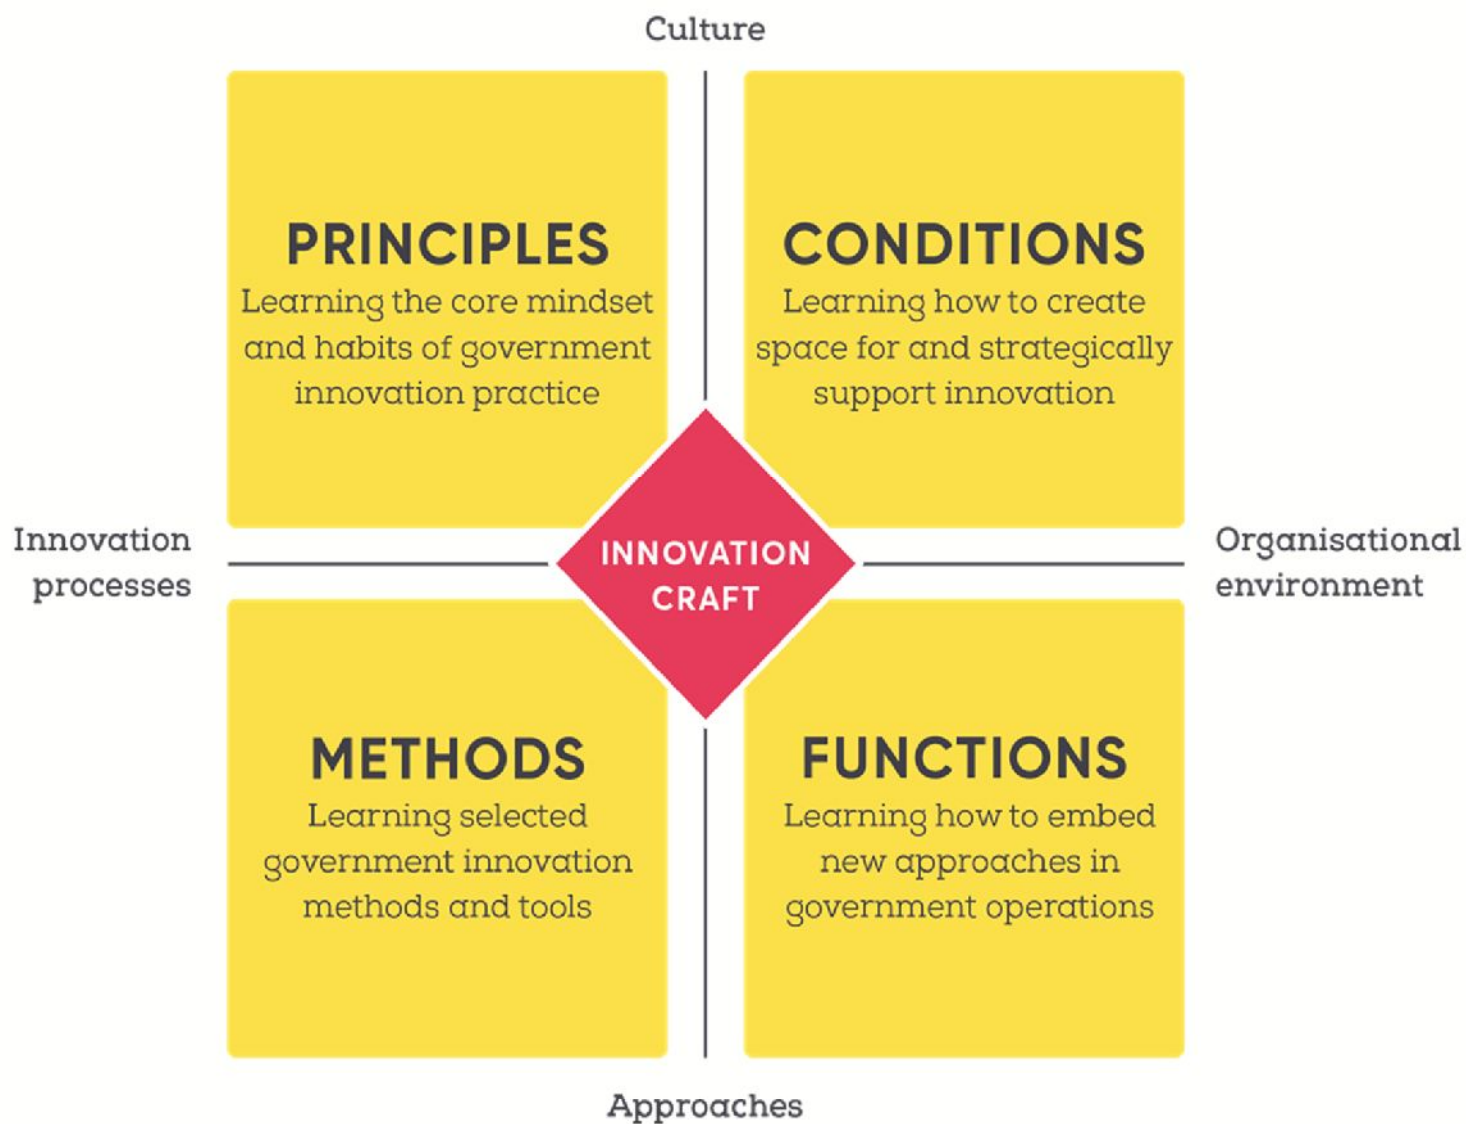 Culture
PRINCIPLES
Learning the core mindset
and habits of government
innovation practice
CONDITIONS
Learning how to create
space for and strategically
support innovation
Innovation
processes
INNOVATION
CRAFT
Organisational
environment
METHODS
Learning selected
government innovation
methods and tools
FUNCTIONS
Learning how to embed
new approaches in
government operations
Approaches